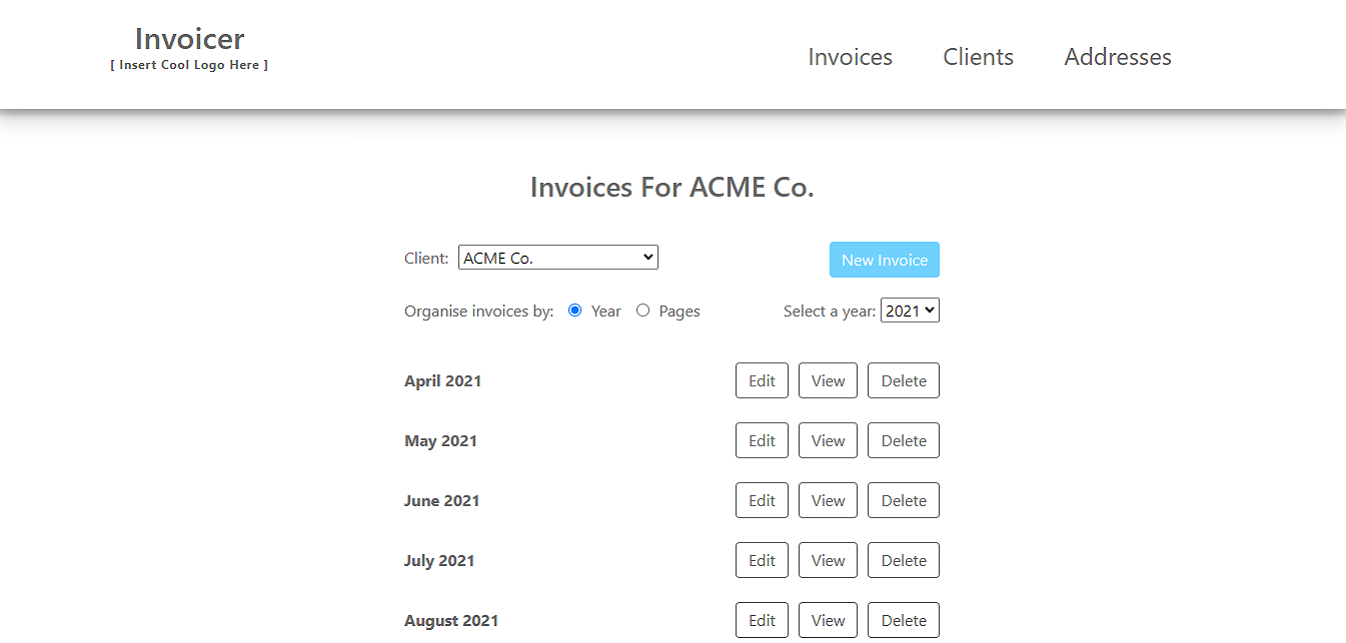 Invoicer
[ Insert Cool Logo Here ]
Invoices Clients Addresses
Invoices For ACME Co.
Client: ACME Co. New Invoice
Organise invoices by: Year Pages Select a year: 2021
April 2021 Edit View Delete
May 2021 Edit View Delete
June 2021 Edit View Delete
July 2021 Edit View Delete
August 2021 Edit View Delete